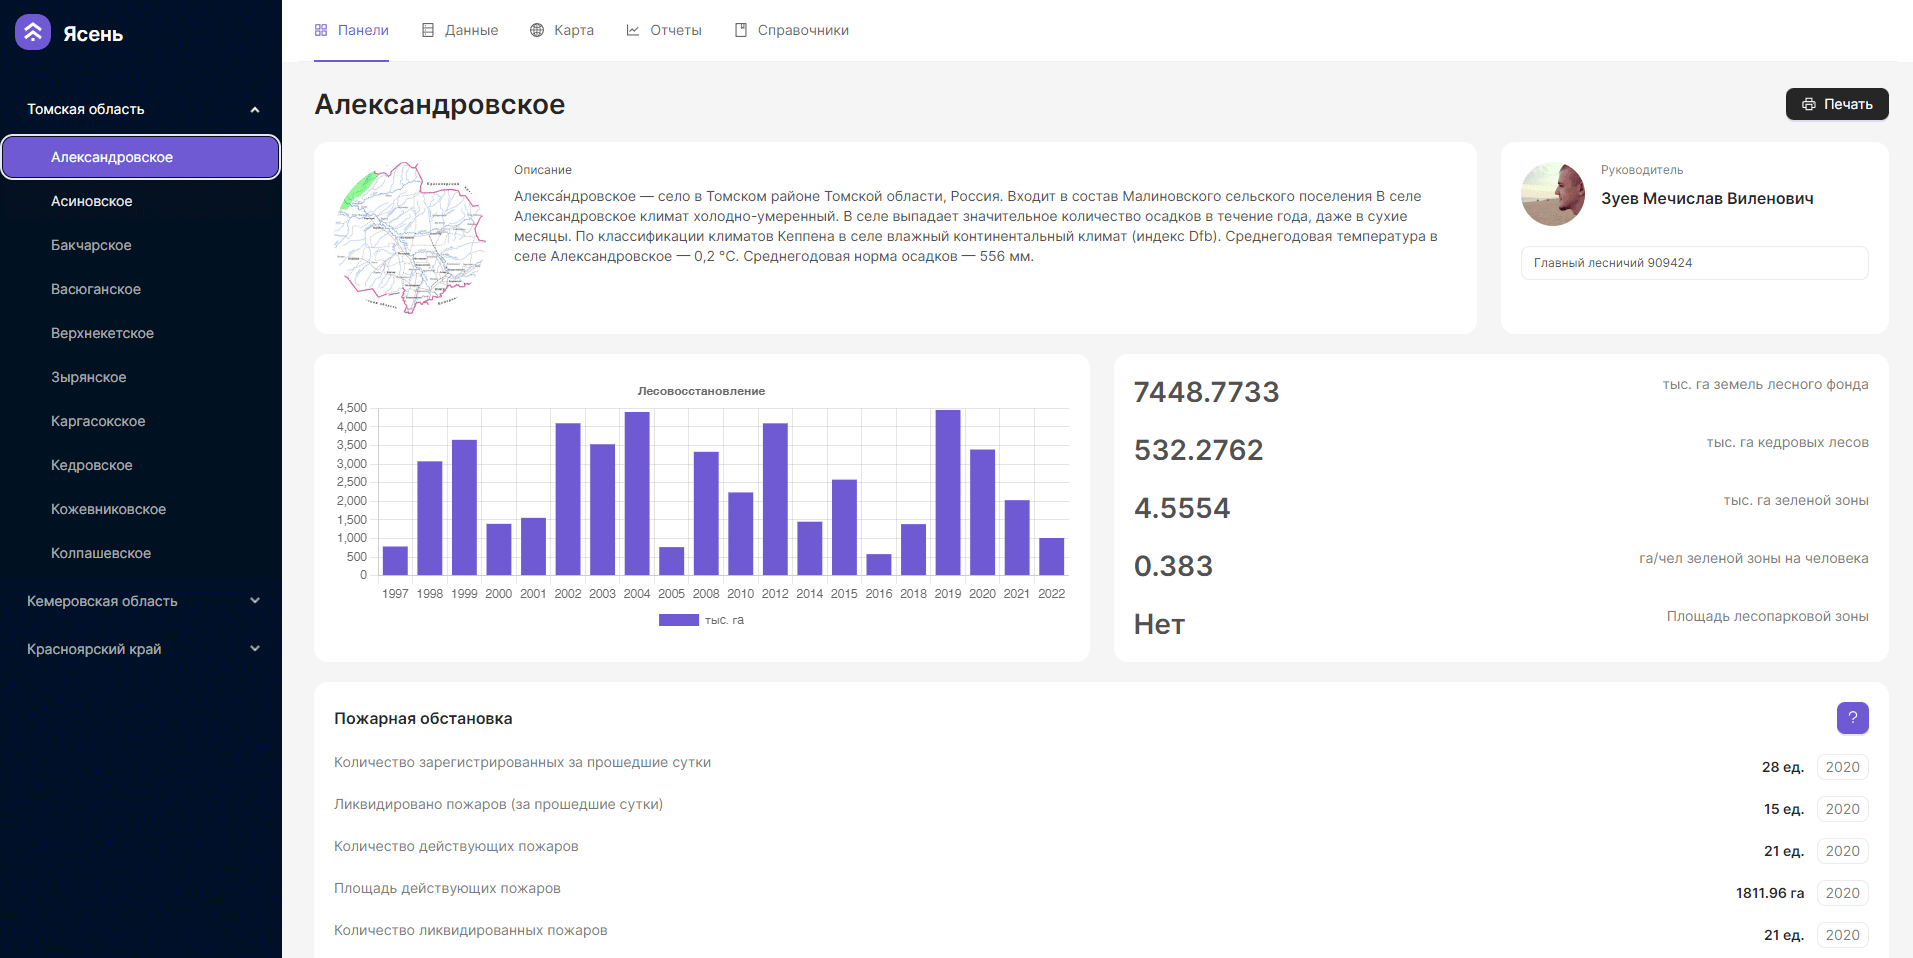 Ясень
Томская область
Александровское
Асиновское
Бакчарское
Васюганское
Верхнекетское
Зырянское
Каргасокское
Кедровское
Кожевниковское
Колпашевское
Кемеровская область
Красноярский край
Панели
Данные
Карта
Отчеты
Справочники
Александровское
Печать
Описание
Алекса́ндровское — село в Томском районе Томской области, Россия. Входит в состав Малиновского сельского поселения В селе
Александровское климат холодно-умеренный. В селе выпадает значительное количество осадков в течение года, даже в сухие
месяцы. По классификации климатов Кеппена в селе влажный континентальный климат (индекс Dfb). Среднегодовая температура в
селе Александровское — 0,2 °C. Среднегодовая норма осадков — 556 мм.
Руководитель
Зуев Мечислав Виленович
Главный лесничий 909424
Лесовосстановление
4,500
4,000
3,500
3,000
2,500
2,000
1,500
1,000
500
0
1997 1998 1999 2000 2001 2002 2003 2004 2005 2008 2010 2012 2014 2015 2016 2018 2019 2020 2021 2022
тыс. га
7448.7733 тыс. га земель лесного фонда
532.2762 тыс. га кедровых лесов
4.5554 тыс. га зеленой зоны
0.383 га/чел зеленой зоны на человека
Нет Площадь лесопарковой зоны
Пожарная обстановка ?
Количество зарегистрированных за прошедшие сутки 28 ед. 2020
Ликвидировано пожаров (за прошедшие сутки) 15 ед. 2020
Количество действующих пожаров 21 ед. 2020
Площадь действующих пожаров 1811.96 га 2020
Количество ликвидированных пожаров 21 ед. 2020